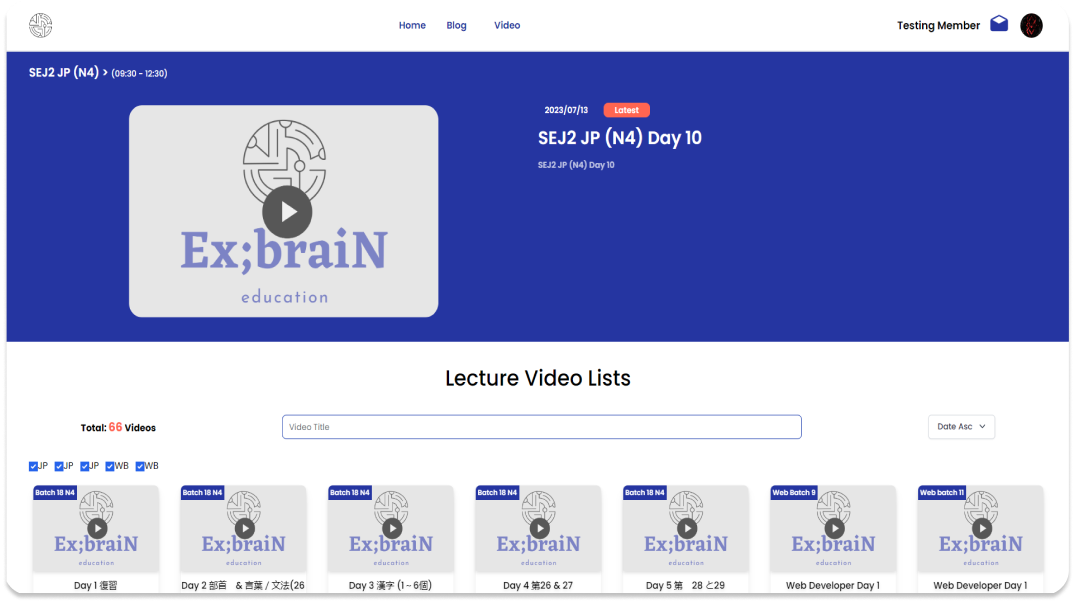 Home Blog Video Testing Member
SEJ2 JP (N4) > (09:30 - 12:30)
2023/07/13 Latest
SEJ2 JP (N4) Day 10
SEJ2 JP (N4) Day 10
Ex;braiN
education
Lecture Video Lists
Total: 66 Videos Video Title Date Asc
JP JP JP WB WB
Batch 18 N4 Batch 18 N4 Batch 18 N4 Batch 18 N4 Batch 18 N4 Web Batch 9 Web batch 11
Ex;braiN Ex;braiN Ex;braiN Ex;braiN Ex;braiN Ex;braiN Ex;braiN
education education education education education education education
Day 1 復習 Day 2 部首 & 言葉 / 文法(26 Day 3 漢字 (1 ~ 6個) Day 4 第26 & 27 Day 5 第 28 と29 Web Developer Day 1 Web Developer Day 1